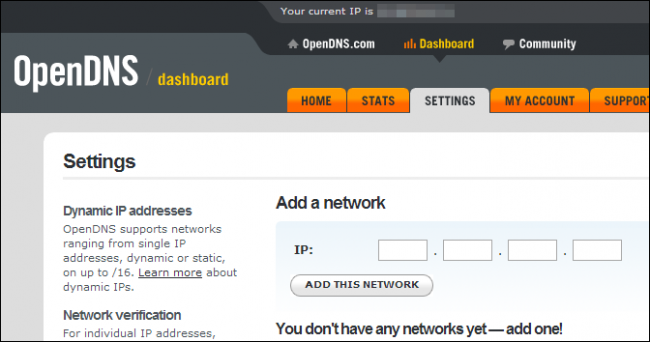 Your current IP is
OpenDNS.com
Dashboard
Community
OpenDNS / dashboard
HOME
STATS
SETTINGS
MY ACCOUNT
SUPPOR
Settings
Dynamic IP addresses
OpenDNS supports networks
ranging from single IP
addresses, dynamic or static,
on up to /16. Learn more about
dynamic IPs.
Network verification
For individual IP addresses,
Add a network
IP: . . .
ADD THIS NETWORK
You don't have any networks yet — add one!